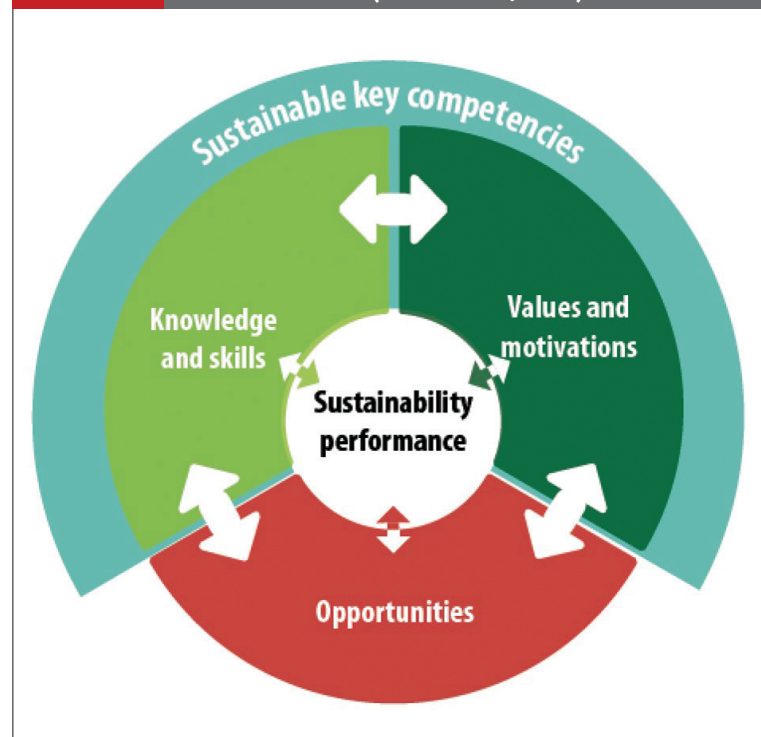 Sustainable key competencies
Knowledge
and skills
Values and
motivations
Sustainability
performance
Opportunities